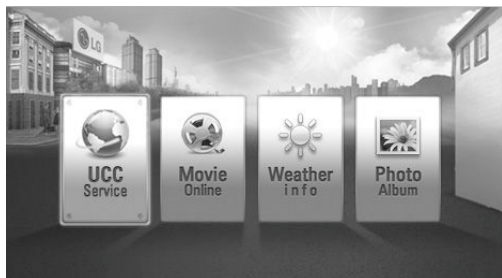 LG
UCC
Service
Movie
Online
Weather
info
Photo
Album